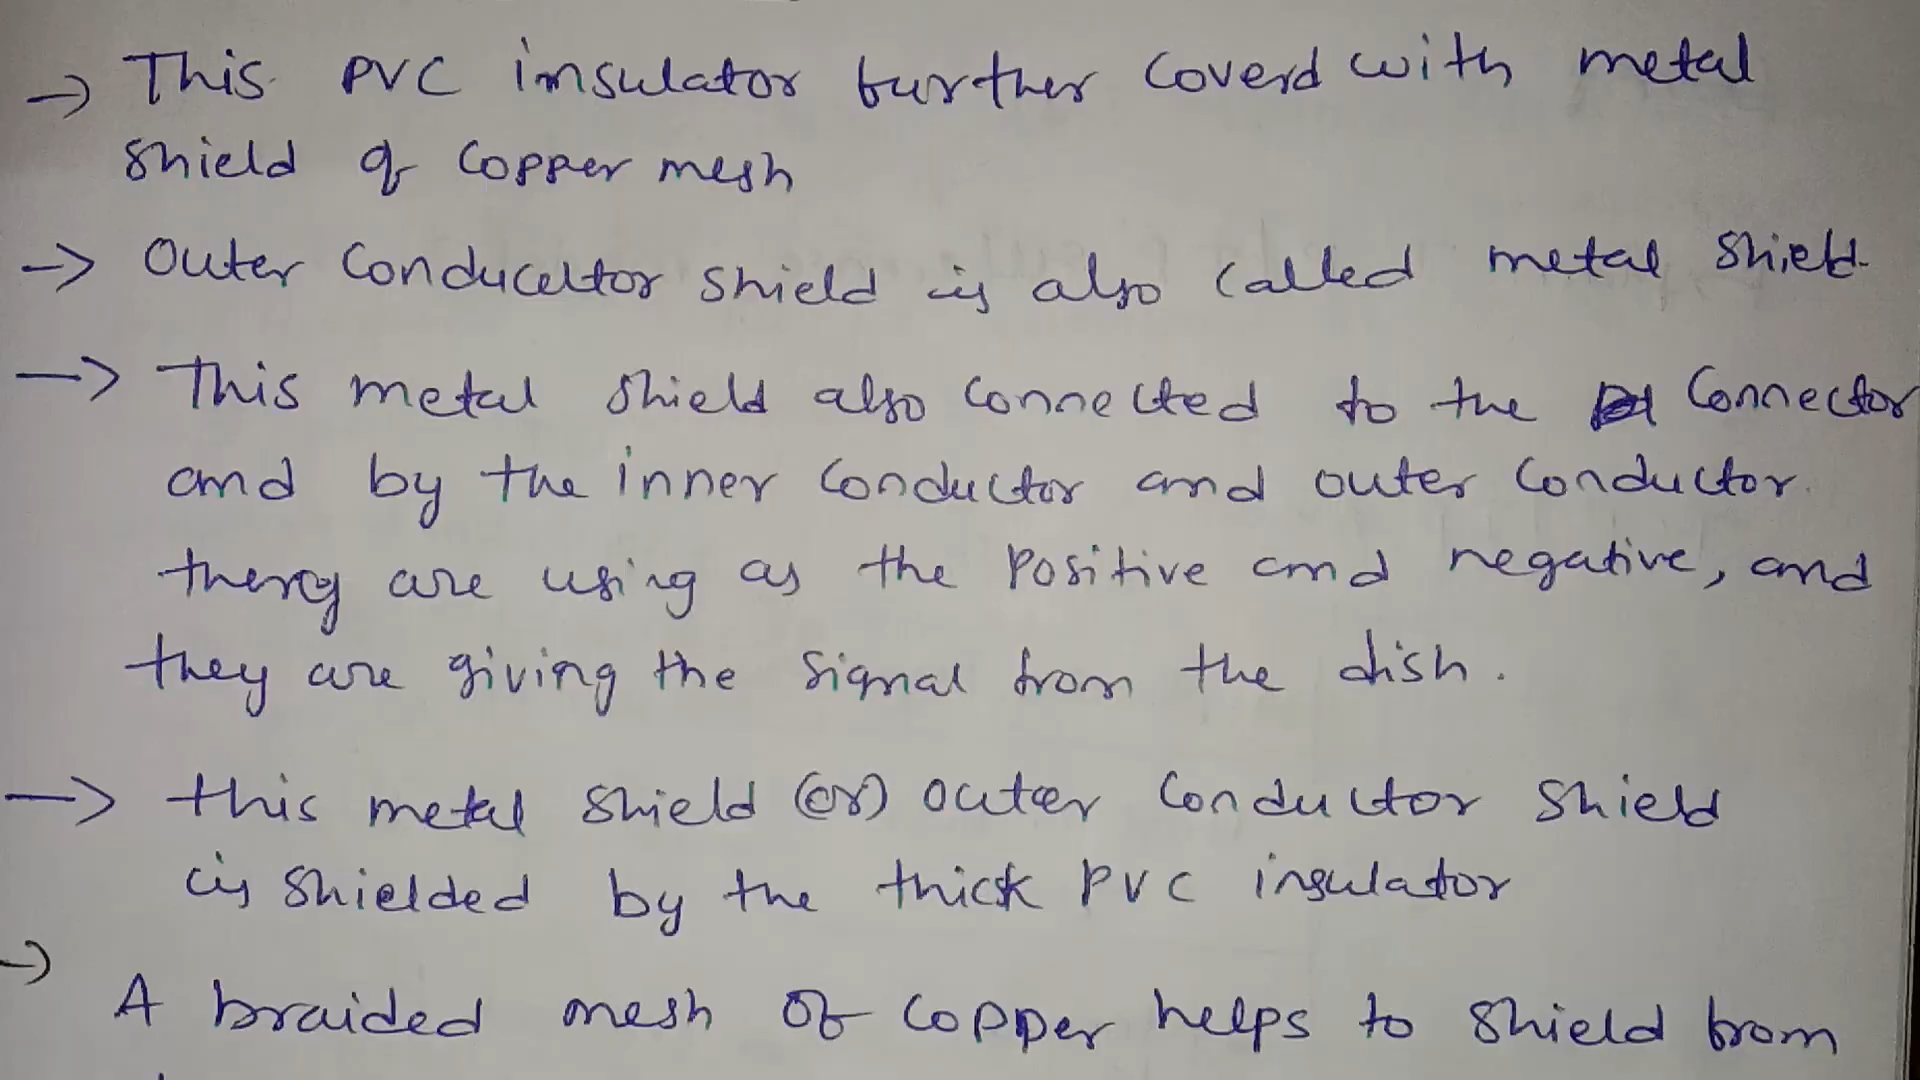 → This PVC insulator further coverd with metal
shield of copper mesh
→ Outer conductor shield is also called metal shield.
→ This metal shield also connected to the connector
and by the inner conductor and outer conductor.
they are using as the positive and negative, and
they are giving the signal from the dish.
→ this metal shield (or) outer conductor shield
is shielded by the thick PVC insulator
→
A braided mesh of copper helps to shield from